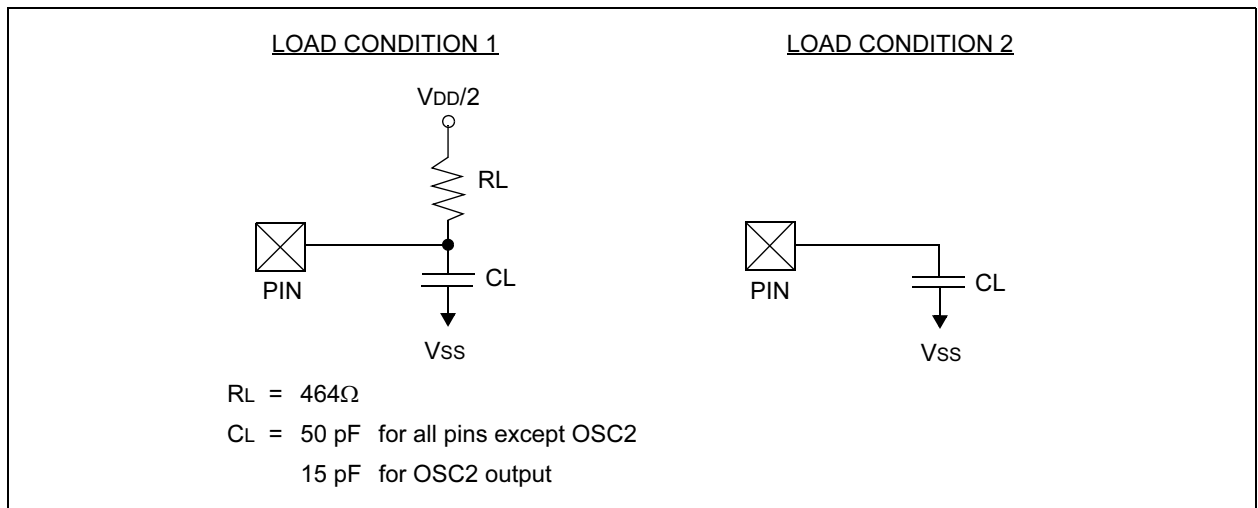 LOAD CONDITION 1
VDD/2
RL
PIN
CL
VSS
LOAD CONDITION 2
PIN
CL
VSS
RL = 464Ω
CL = 50 pF for all pins except OSC2
15 pF for OSC2 output